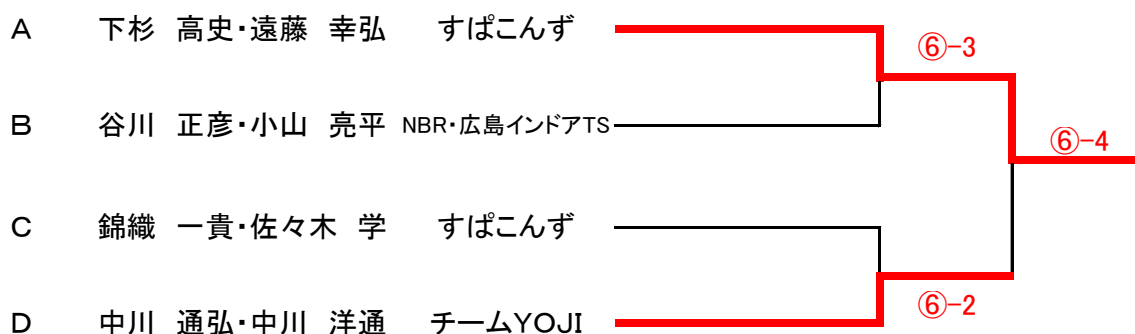 A 下杉 高史・遠藤 幸弘 すぱこんず
⑥-3
B 谷川 正彦・小山 亮平 NBR・広島インドアTS
⑥-4
C 錦織 一貴・佐々木 学 すぱこんず
⑥-2
D 中川 通弘・中川 洋通 チームYOJI